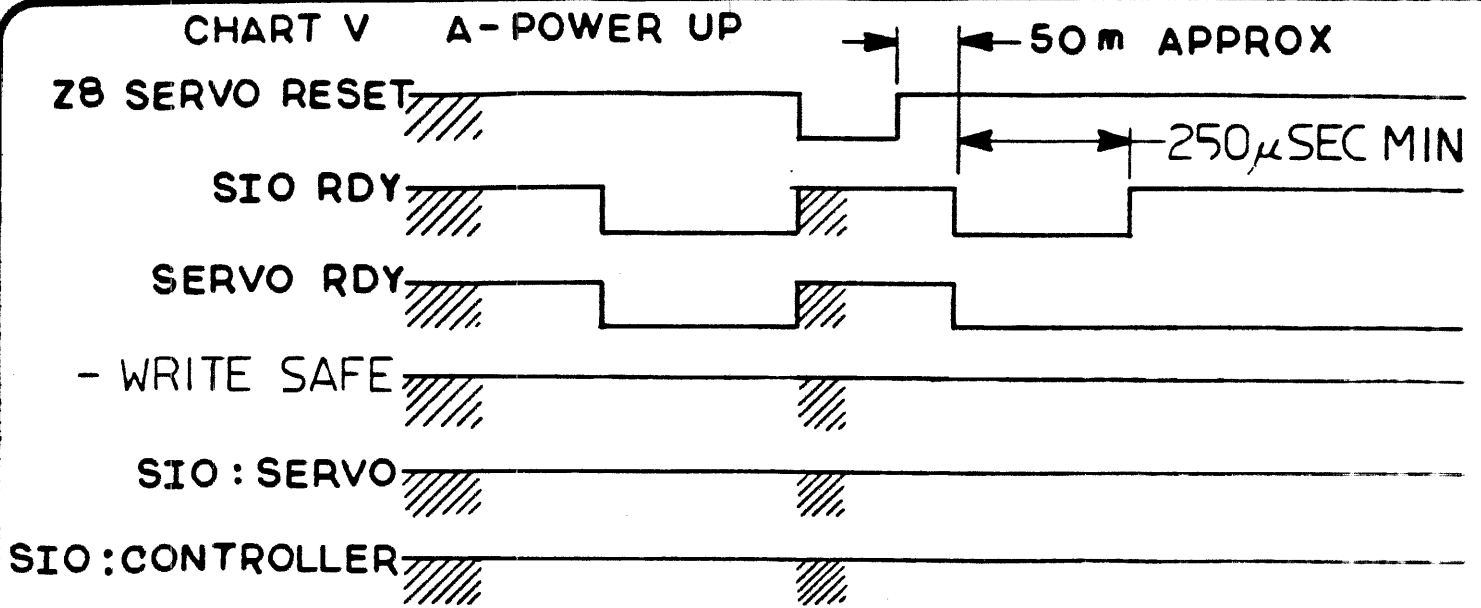 CHART V A-POWER UP
50 m APPROX
Z8 SERVO RESET
250µSEC MIN
SIO RDY
SERVO RDY
- WRITE SAFE
SIO : SERVO
SIO : CONTROLLER